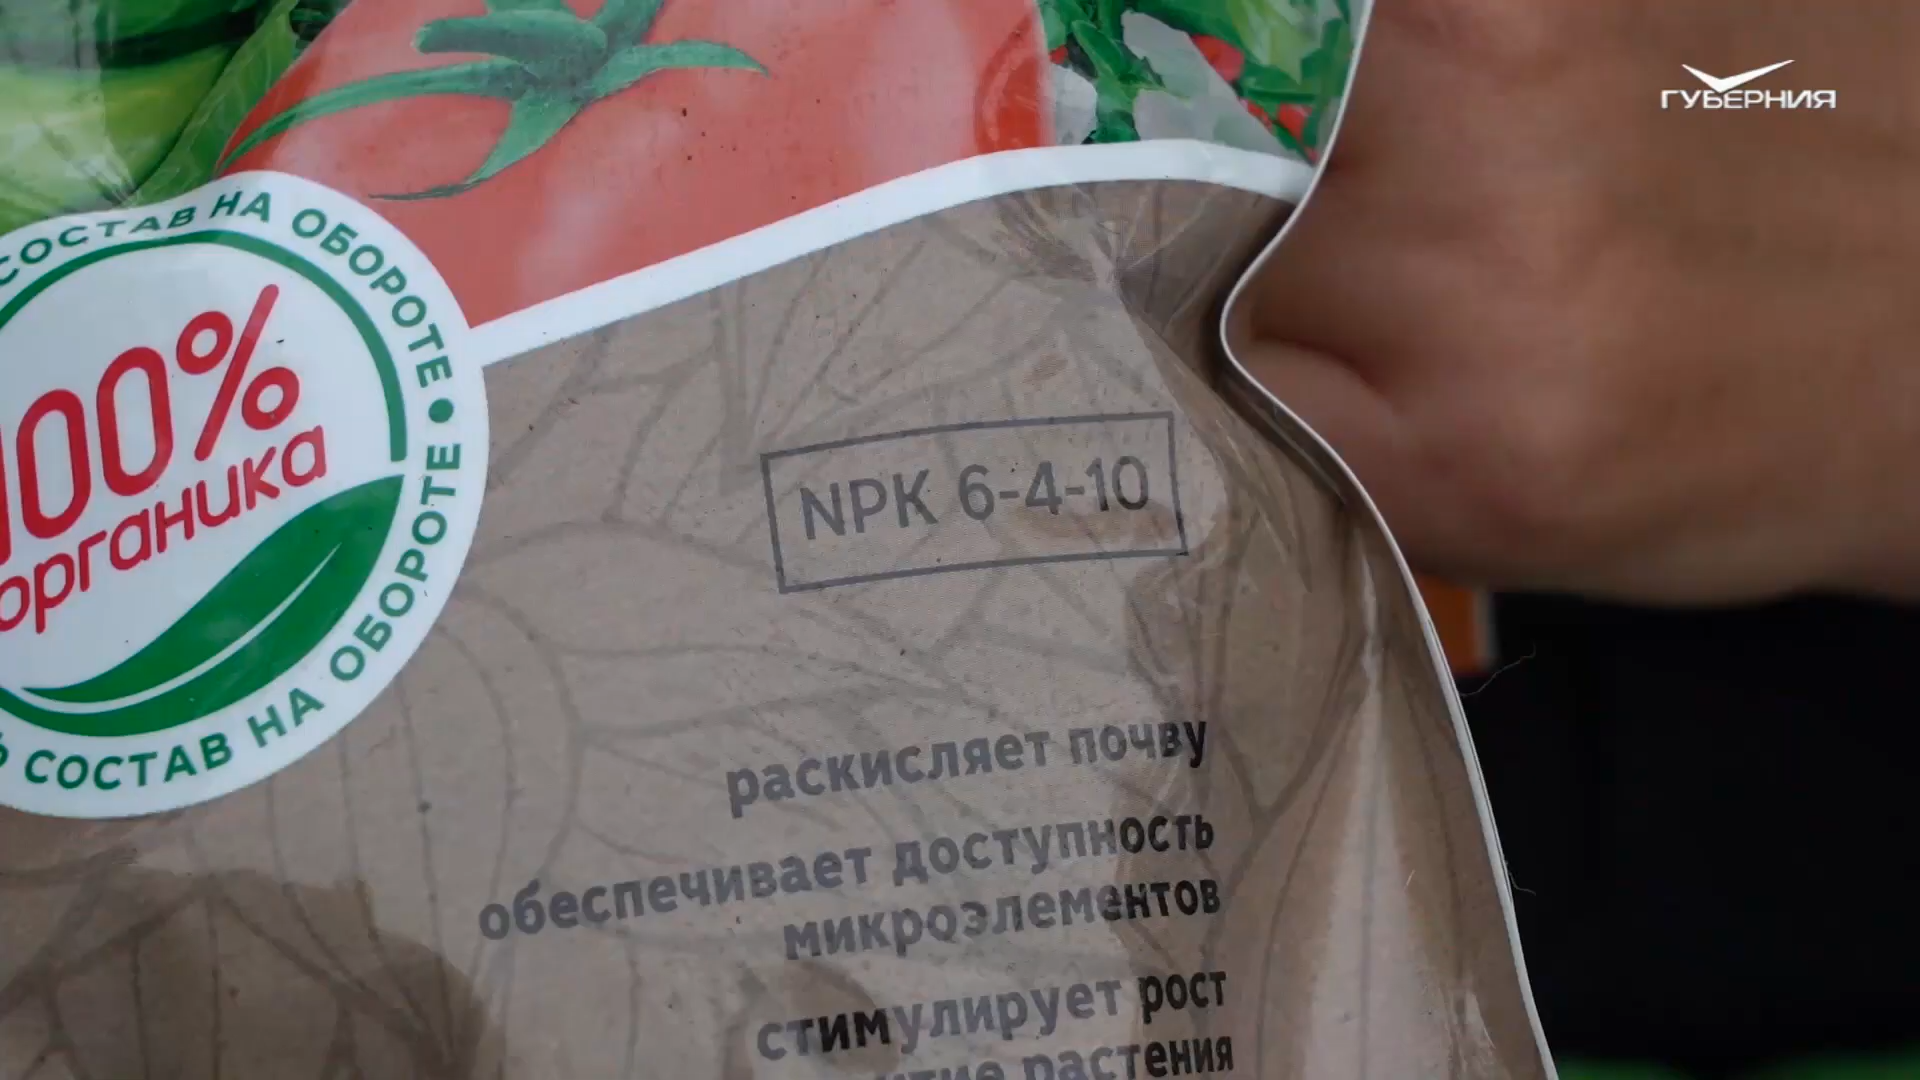 ГУБЕРНИЯ
СОСТАВ НА ОБОРОТЕ • СОСТАВ НА ОБОРОТЕ
100%
органика
NPK 6-4-10
раскисляет почву
обеспечивает доступность
микроэлементов
стимулирует рост
растения